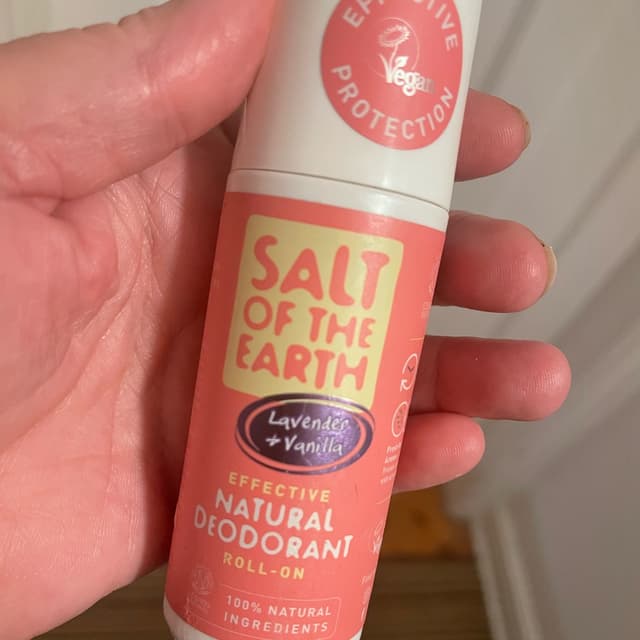 EFFECTIVE
Vegan
PROTECTION
SALT
OF THE
EARTH
Lavender
+ Vanilla
EFFECTIVE
NATURAL
DEODORANT
ROLL-ON
100% NATURAL
INGREDIENTS